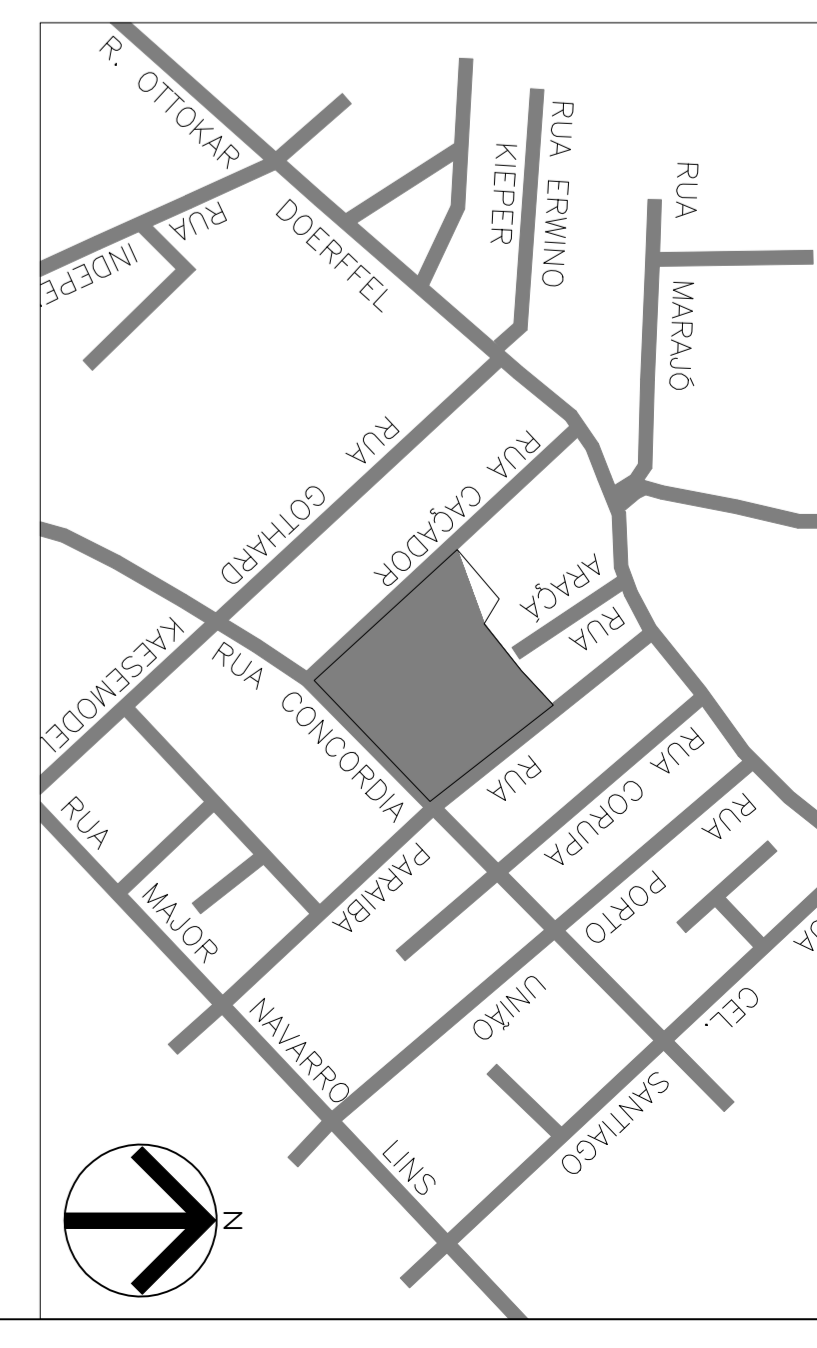 R. OTTOKAR
DOERFFEL
RUA
INDEPE
RUA ERWINO
KIEPER
RUA
MARAJÓ
RUA
GOTHARD
KAESEMODEL
RUA
CAÇADOR
RUA
ARAÇÁ
RUA CONCORDIA
RUA
PARAIBA
RUA
CORUPA
RUA
PORTO
UNIÃO
CEL.
SANTIAGO
RUA
MAJOR
NAVARRO
LINS
N